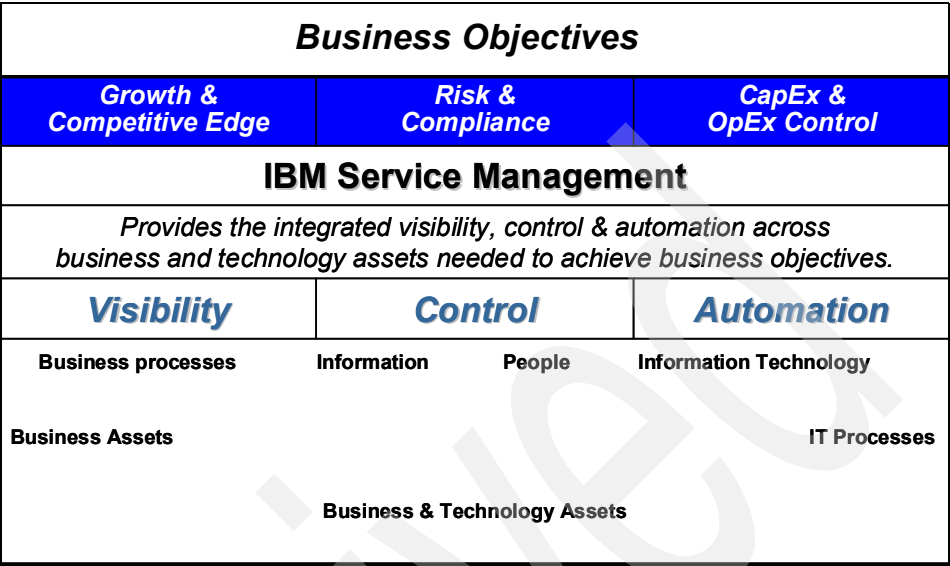 Business Objectives
Growth & Competitive Edge
Risk & Compliance
CapEx & OpEx Control
IBM Service Management
Provides the integrated visibility, control & automation across
business and technology assets needed to achieve business objectives.
Visibility
Control
Automation
Business processes
Information
People
Information Technology
Business Assets
IT Processes
Business & Technology Assets